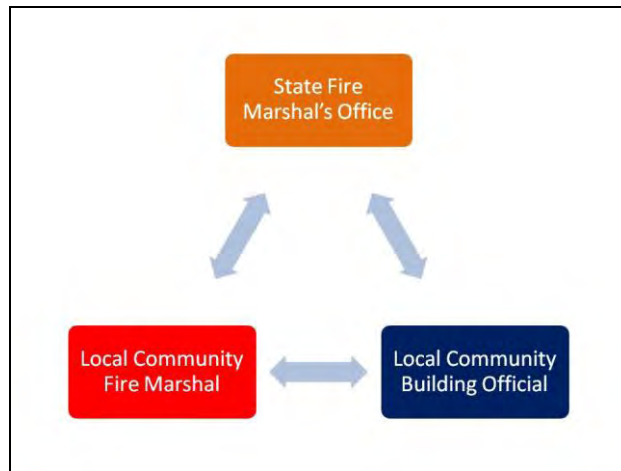 State Fire
Marshal's Office
Local Community
Fire Marshal
Local Community
Building Official